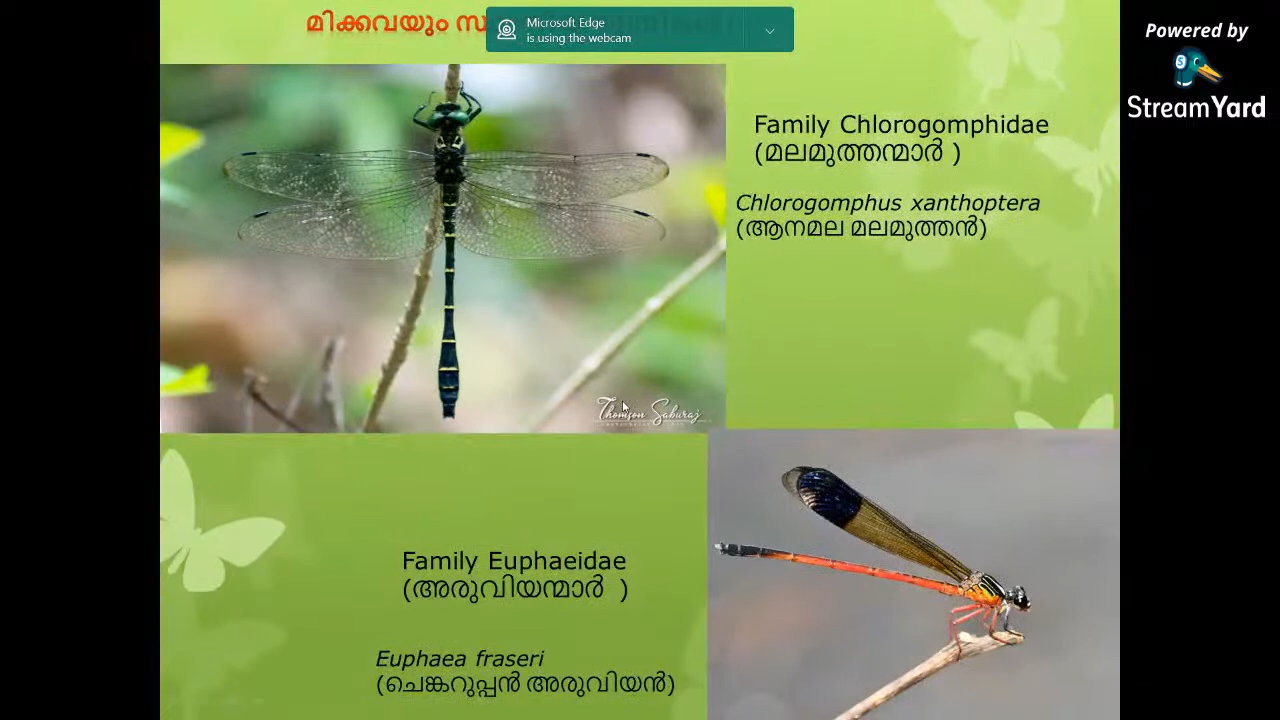 മിക്കവയും
Microsoft Edge
is using the webcam
Powered by
StreamYard
Family Chlorogomphidae
(മലമുത്തന്മാർ )
Chlorogomphus xanthoptera
(ആനമല മലമുത്തൻ)
Thomson Saburaj
Family Euphaeidae
(അരുവിയന്മാർ )
Euphaea fraseri
(ചെങ്കറുപ്പൻ അരുവിയൻ)